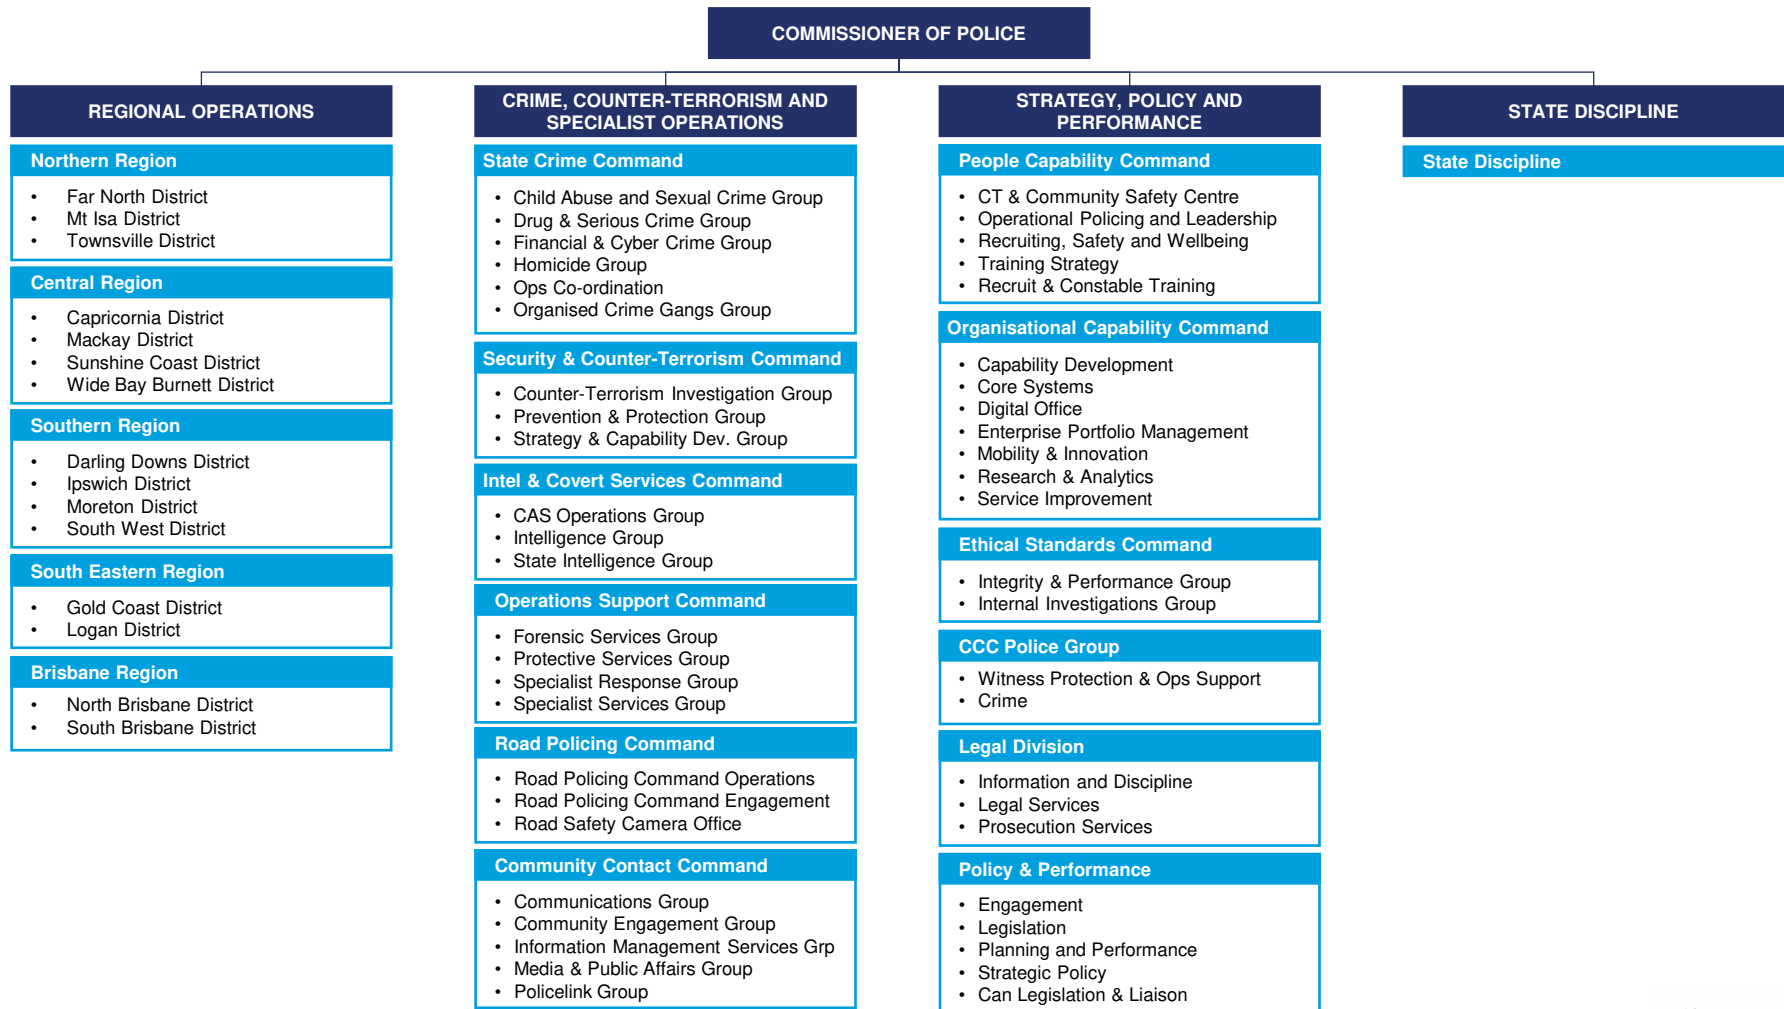 COMMISSIONER OF POLICE
REGIONAL OPERATIONS
Northern Region
• Far North District
• Mt Isa District
• Townsville District
Central Region
• Capricornia District
• Mackay District
• Sunshine Coast District
• Wide Bay Burnett District
Southern Region
• Darling Downs District
• Ipswich District
• Moreton District
• South West District
South Eastern Region
• Gold Coast District
• Logan District
Brisbane Region
• North Brisbane District
• South Brisbane District
CRIME, COUNTER-TERRORISM AND
SPECIALIST OPERATIONS
State Crime Command
• Child Abuse and Sexual Crime Group
• Drug & Serious Crime Group
• Financial & Cyber Crime Group
• Homicide Group
• Ops Co-ordination
• Organised Crime Gangs Group
Security & Counter-Terrorism Command
• Counter-Terrorism Investigation Group
• Prevention & Protection Group
• Strategy & Capability Dev. Group
Intel & Covert Services Command
• CAS Operations Group
• Intelligence Group
• State Intelligence Group
Operations Support Command
• Forensic Services Group
• Protective Services Group
• Specialist Response Group
• Specialist Services Group
Road Policing Command
• Road Policing Command Operations
• Road Policing Command Engagement
• Road Safety Camera Office
Community Contact Command
• Communications Group
• Community Engagement Group
• Information Management Services Grp
• Media & Public Affairs Group
• Policelink Group
STRATEGY, POLICY AND
PERFORMANCE
People Capability Command
• CT & Community Safety Centre
• Operational Policing and Leadership
• Recruiting, Safety and Wellbeing
• Training Strategy
• Recruit & Constable Training
Organisational Capability Command
• Capability Development
• Core Systems
• Digital Office
• Enterprise Portfolio Management
• Mobility & Innovation
• Research & Analytics
• Service Improvement
Ethical Standards Command
• Integrity & Performance Group
• Internal Investigations Group
CCC Police Group
• Witness Protection & Ops Support
• Crime
Legal Division
• Information and Discipline
• Legal Services
• Prosecution Services
Policy & Performance
• Engagement
• Legislation
• Planning and Performance
• Strategic Policy
• Can Legislation & Liaison
STATE DISCIPLINE
State Discipline